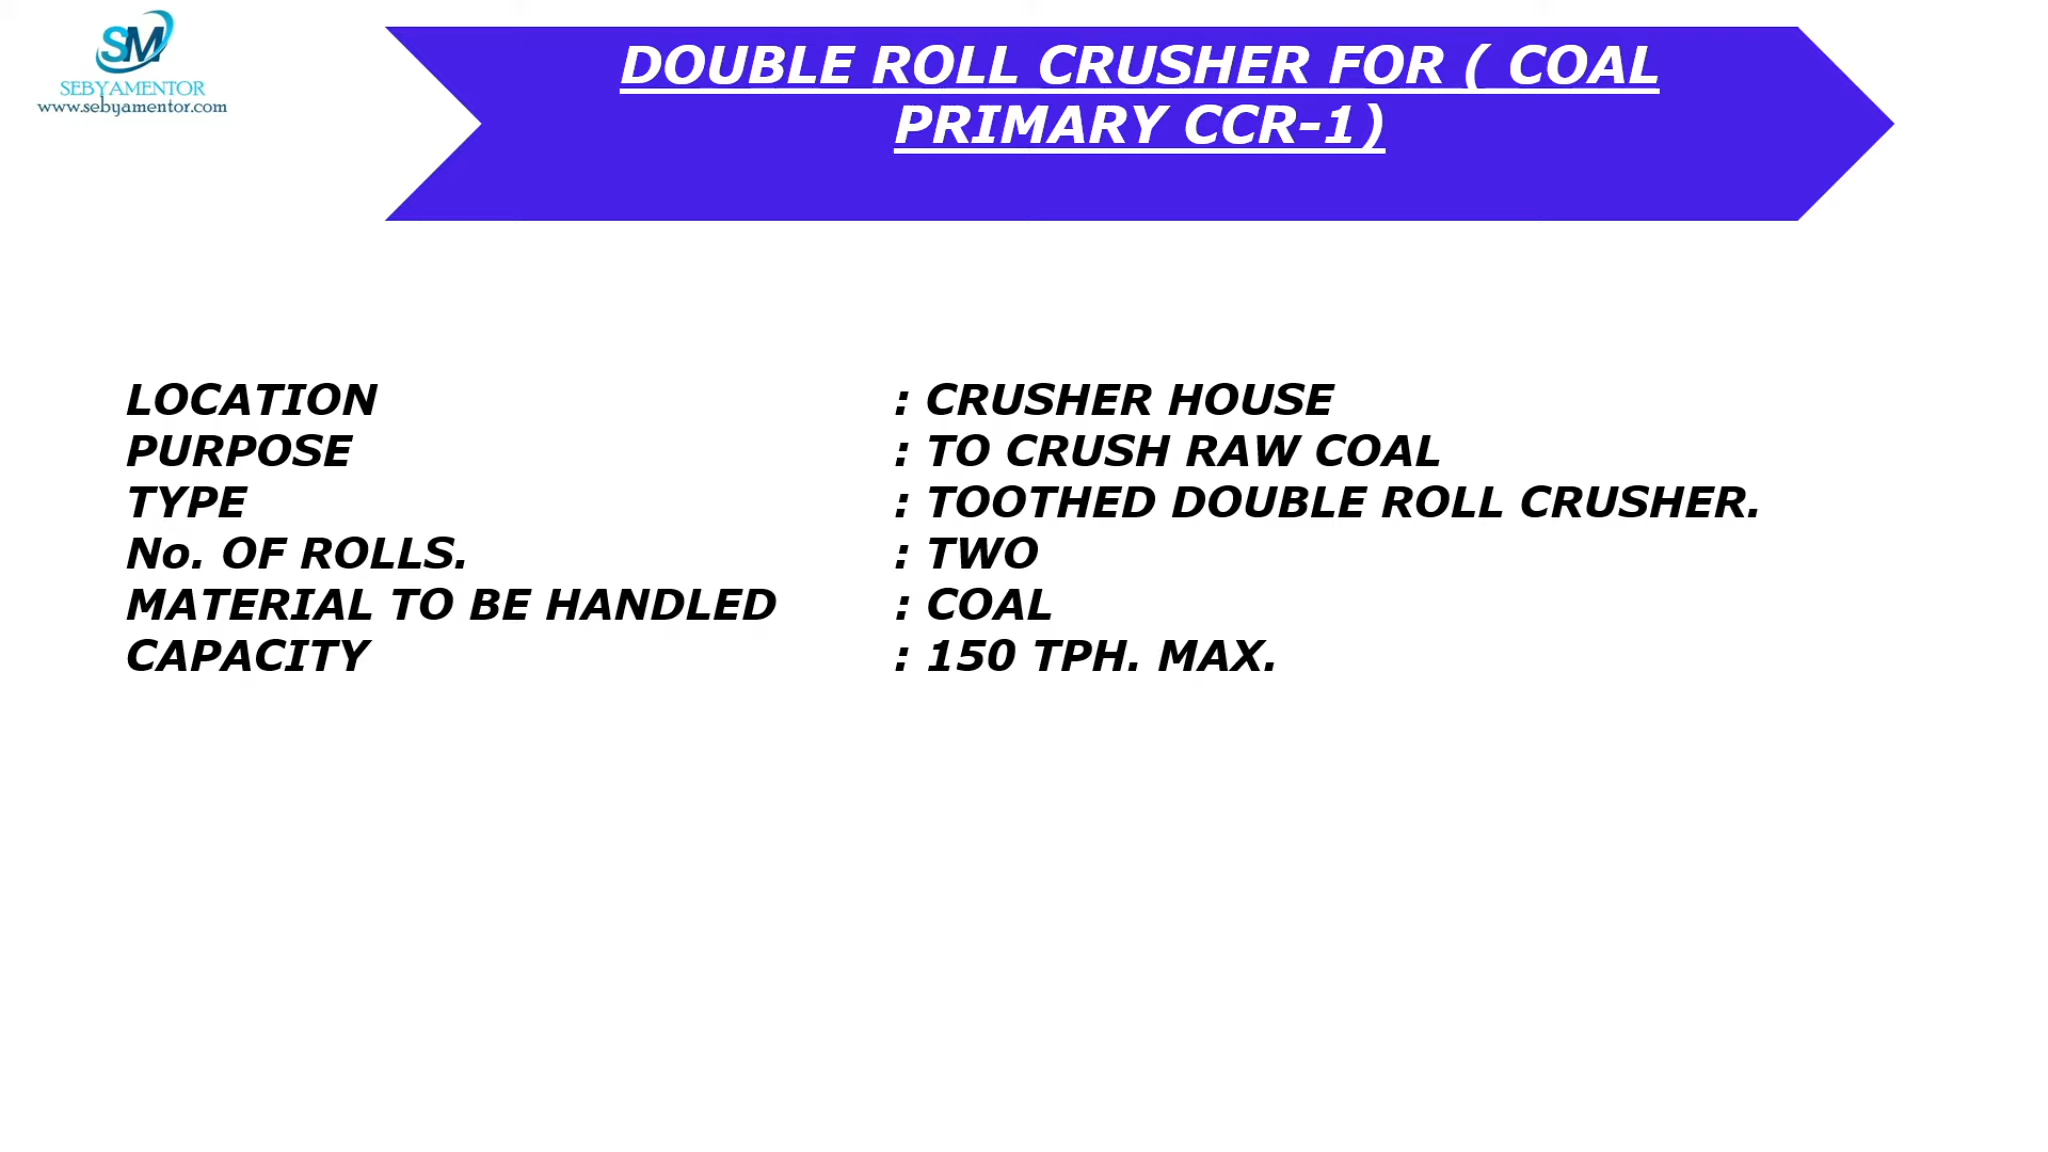 SM
SEBYAMENTOR
www.sebyamentor.com
DOUBLE ROLL CRUSHER FOR ( COAL
PRIMARY CCR-1)
LOCATION : CRUSHER HOUSE
PURPOSE : TO CRUSH RAW COAL
TYPE : TOOTHED DOUBLE ROLL CRUSHER.
No. OF ROLLS. : TWO
MATERIAL TO BE HANDLED : COAL
CAPACITY : 150 TPH. MAX.